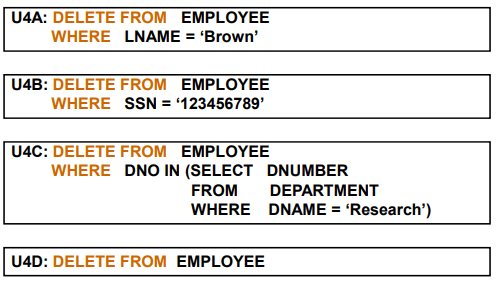 U4A: DELETE FROM EMPLOYEE
WHERE LNAME = ‘Brown’
U4B: DELETE FROM EMPLOYEE
WHERE SSN = ‘123456789’
U4C: DELETE FROM EMPLOYEE
WHERE DNO IN (SELECT DNUMBER
FROM DEPARTMENT
WHERE DNAME = ‘Research’)
U4D: DELETE FROM EMPLOYEE